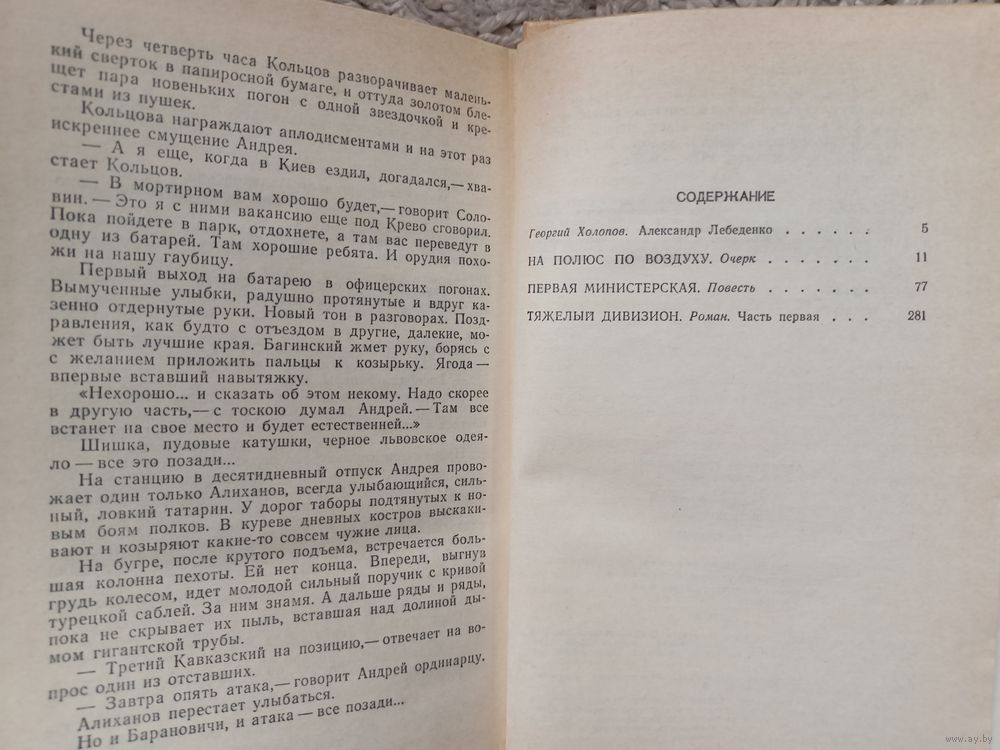 Через четверть часа Кольцов разворачивает малень-
кий сверток в папиросной бумаге, и оттуда золотом бле-
щет пара новеньких погон с одной звездочкой и кре-
стами из пушек.
Кольцова награждают аплодисментами и на этот раз
искреннее смущение Андрея.
— А я еще, когда в Киев ездил, догадался,— хва-
стает Кольцов.
— В мортирном вам хорошо будет,— говорит Соло-
вин. — Это я с ними вакансию еще под Крево сговорил.
Пока пойдете в парк, отдохнете, а там вас переведут в
одну из батарей. Там хорошие ребята. И орудия похо-
жи на нашу гаубицу.
Первый выход на батарею в офицерских погонах.
Вымученные улыбки, радушно протянутые и вдруг ка-
зенно отдернутые руки. Новый тон в разговорах. Позд-
равления, как будто с отъездом в другие, далекие, мо-
жет быть лучшие края. Багинский жмет руку, борясь с
с желанием приложить пальцы к козырьку. Ягода —
впервые вставший навытяжку.
«Нехорошо... и сказать об этом некому. Надо скорее
в другую часть,— с тоскою думал Андрей. — Там все
встанет на свое место и будет естественней...»
Шишка, пудовые катушки, черное львовское одея-
ло — все это позади...
На станцию в десятидневный отпуск Андрея прово-
жает один только Алиханов, всегда улыбающийся, силь-
ный, ловкий татарин. У дорог таборы подтянутых к но-
вым боям полков. В куреве дневных костров выскаки-
вают и козыряют какие-то совсем чужие лица.
На бугре, после крутого подъема, встречается боль-
шая колонна пехоты. Ей нет конца. Впереди, выгнув
грудь колесом, идет молодой сильный поручик с кривой
турецкой саблей. За ним знамя. А дальше ряды и ряды,
пока не скрывает их пыль, вставшая над долиной ды-
мом гигантской трубы.
— Третий Кавказский на позицию,— отвечает на во-
прос один из отставших.
— Завтра опять атака,— говорит Андрей ординарцу.
Алиханов перестает улыбаться.
Но и Барановичи, и атака — все позади...
СОДЕРЖАНИЕ
Георгий Холопов. Александр Лебеденко . . . . . . 5
НА ПОЛЮС ПО ВОЗДУХУ. Очерк . . . . . . . 11
ПЕРВАЯ МИНИСТЕРСКАЯ. Повесть . . . . . . . 77
ТЯЖЕЛЫЙ ДИВИЗИОН. Роман. Часть первая . . . 281
www.ay.by